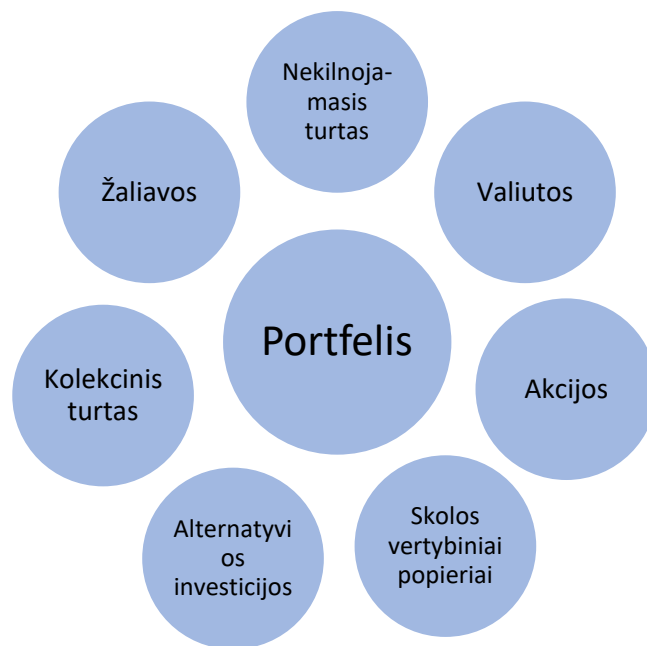 Nekilnoja-
masis
turtas
Žaliavos
Valiutos
Portfelis
Kolekcinis
turtas
Akcijos
Alternatyvi
os
investicijos
Skolos
vertybiniai
popieriai